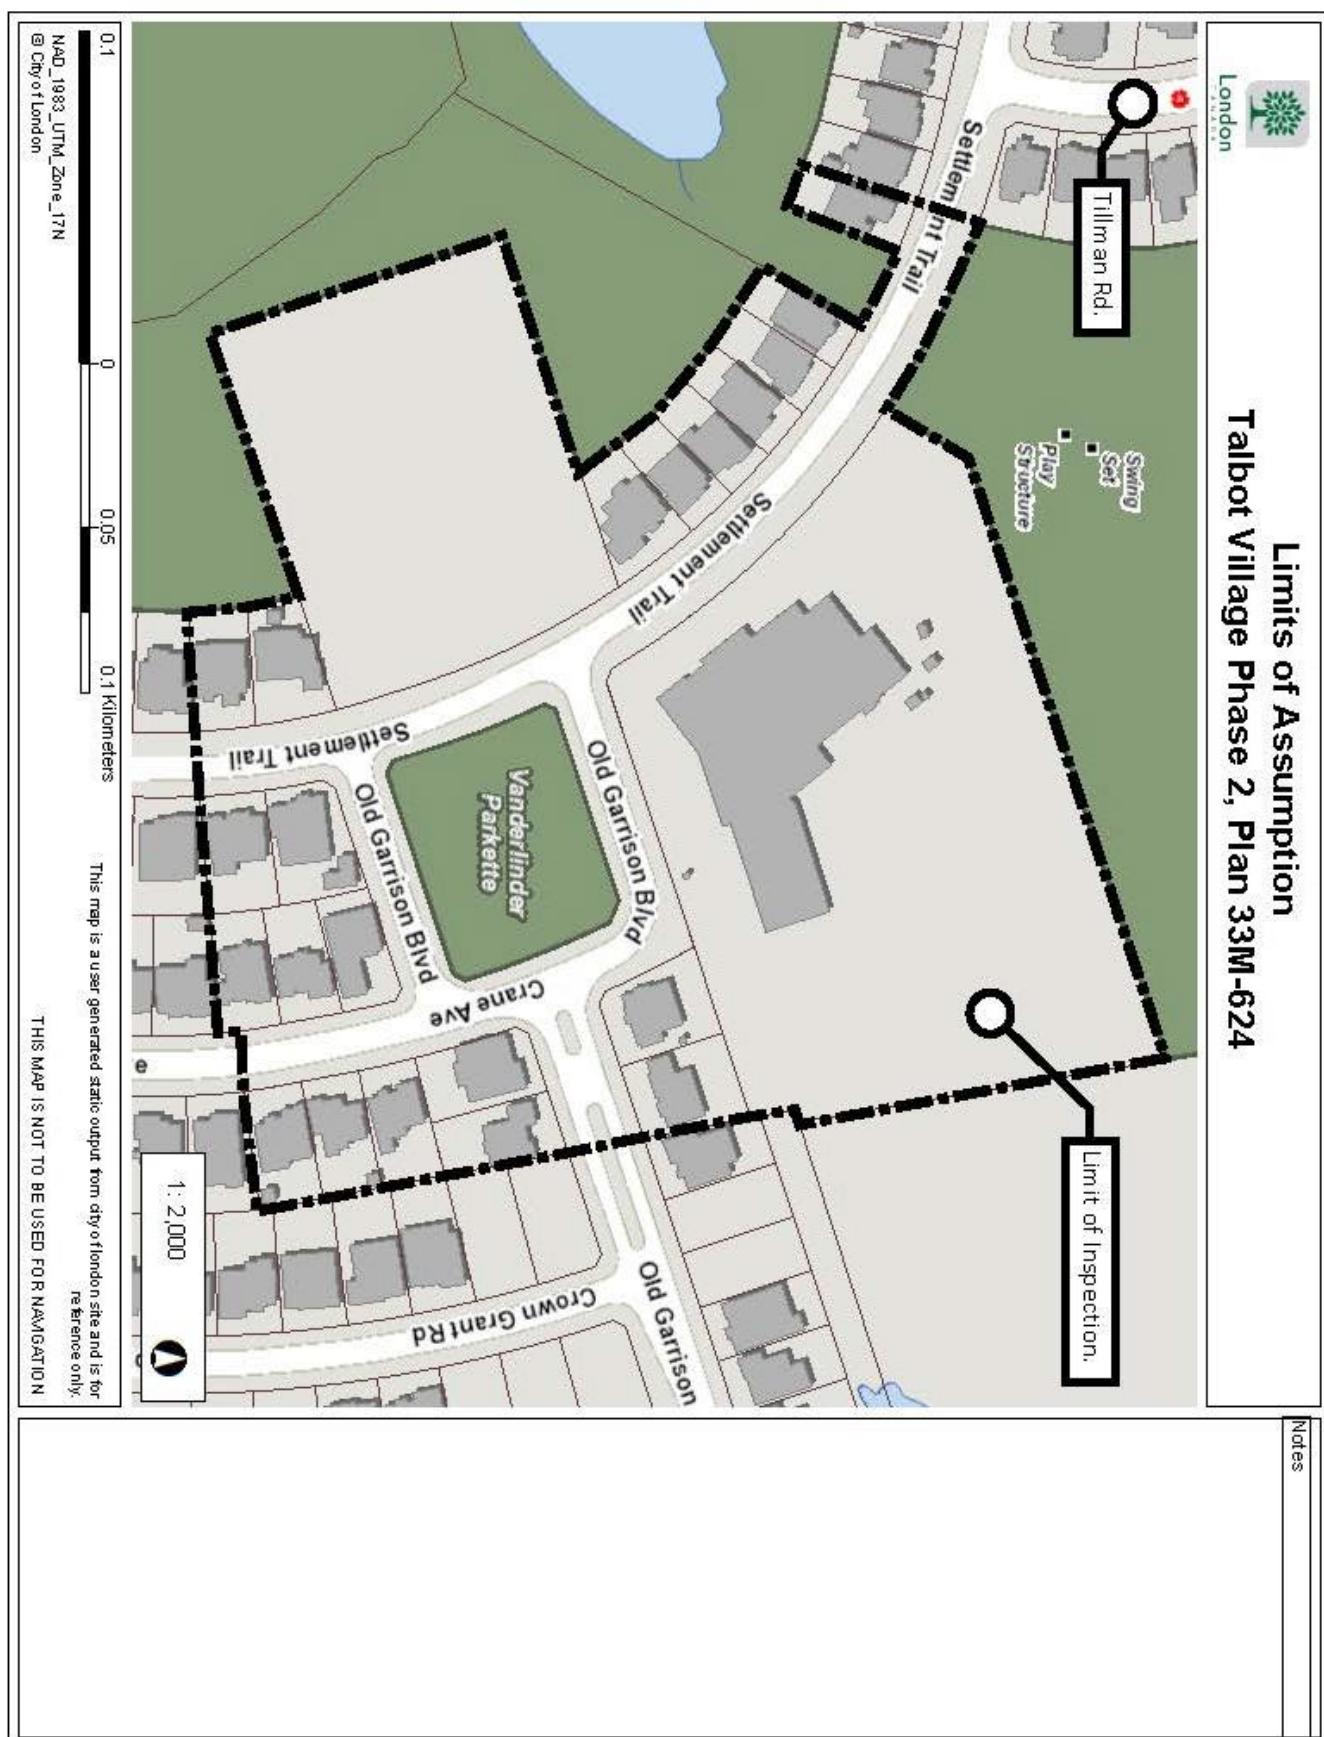 London
CANADA
Limits of Assumption
Talbot Village Phase 2, Plan 33M-624
Notes
Tillman Rd.
Limit of Inspection.
Swing
Set
Play
Structure
Settlement Trail
Settlement Trail
Settlement Trail
Old Garrison Blvd
Old Garrison Blvd
Old Garrison
Vanderlinder
Parkette
Crane Ave
e
Crown Grant Rd
1: 2,000
0.1
0
0.05
0.1 Kilometers
NAD_1983_UTM_Zone_17N
© City of London
This map is a user generated static output from city of london site and is for
reference only.
THIS MAP IS NOT TO BE USED FOR NAVIGATION